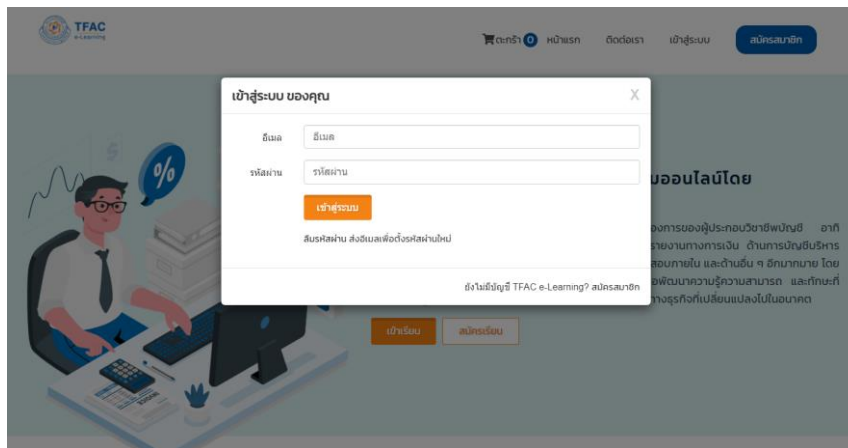 TFAC
e-Learning
ตะกร้า 0 หน้าแรก ติดต่อเรา เข้าสู่ระบบ สมัครสมาชิก
เข้าสู่ระบบ ของคุณ X
อีเมล อีเมล
รหัสผ่าน รหัสผ่าน
เข้าสู่ระบบ
ลืมรหัสผ่าน ส่งอีเมลเพื่อตั้งรหัสผ่านใหม่
ยังไม่มีบัญชี TFAC e-Learning? สมัครสมาชิก
มออนไลน์โดย
องการของผู้ประกอบวิชาชีพบัญชี อาทิ
รายงานทางการเงิน ด้านการบัญชีบริหาร
สอบภายใน และด้านอื่น ๆ อีกมากมาย โดย
อพัฒนาความรู้ความสามารถ และทักษะที่
ทางธุรกิจที่เปลี่ยนแปลงไปในอนาคต
เข้าเรียน สมัครเรียน
$ %